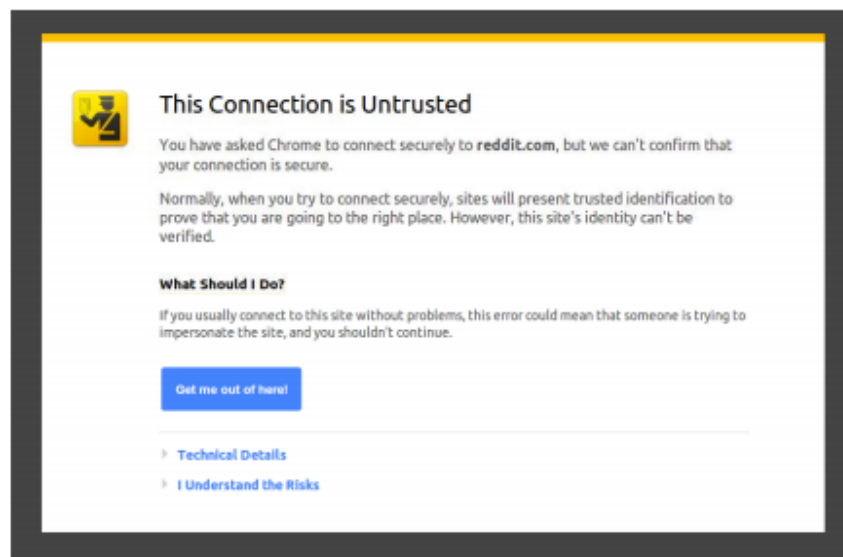 This Connection is Untrusted
You have asked Chrome to connect securely to reddit.com, but we can't confirm that
your connection is secure.
Normally, when you try to connect securely, sites will present trusted identification to
prove that you are going to the right place. However, this site's identity can't be
verified.
What Should I Do?
If you usually connect to this site without problems, this error could mean that someone is trying to
impersonate the site, and you shouldn't continue.
Get me out of here!
Technical Details
I Understand the Risks